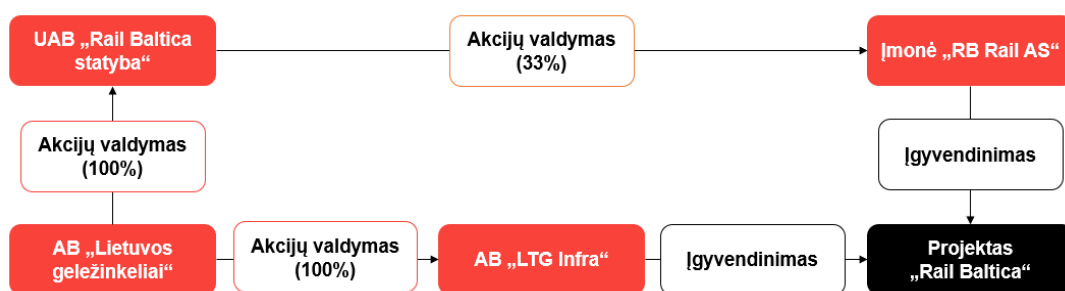 UAB „Rail Baltica
statyba“
Akcijų valdymas
(33%)
Įmonė „RB Rail AS“
Akcijų valdymas
(100%)
Įgyvendinimas
AB „Lietuvos
geležinkeliai“
Akcijų valdymas
(100%)
AB „LTG Infra“
Įgyvendinimas
Projektas
„Rail Baltica“